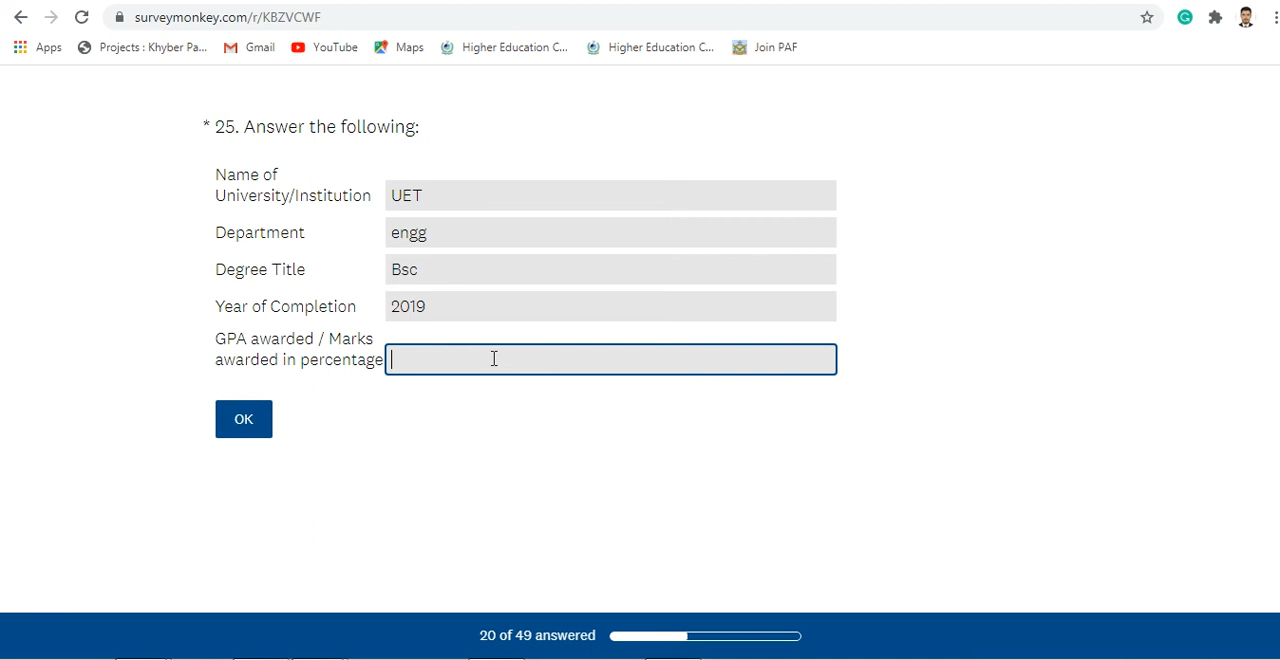 surveymonkey.com/r/KBZVCWF
Apps Projects : Khyber Pa... Gmail YouTube Maps Higher Education C... Higher Education C... Join PAF
* 25. Answer the following:
Name of
University/Institution UET
Department engg
Degree Title Bsc
Year of Completion 2019
GPA awarded / Marks
awarded in percentage
OK
20 of 49 answered